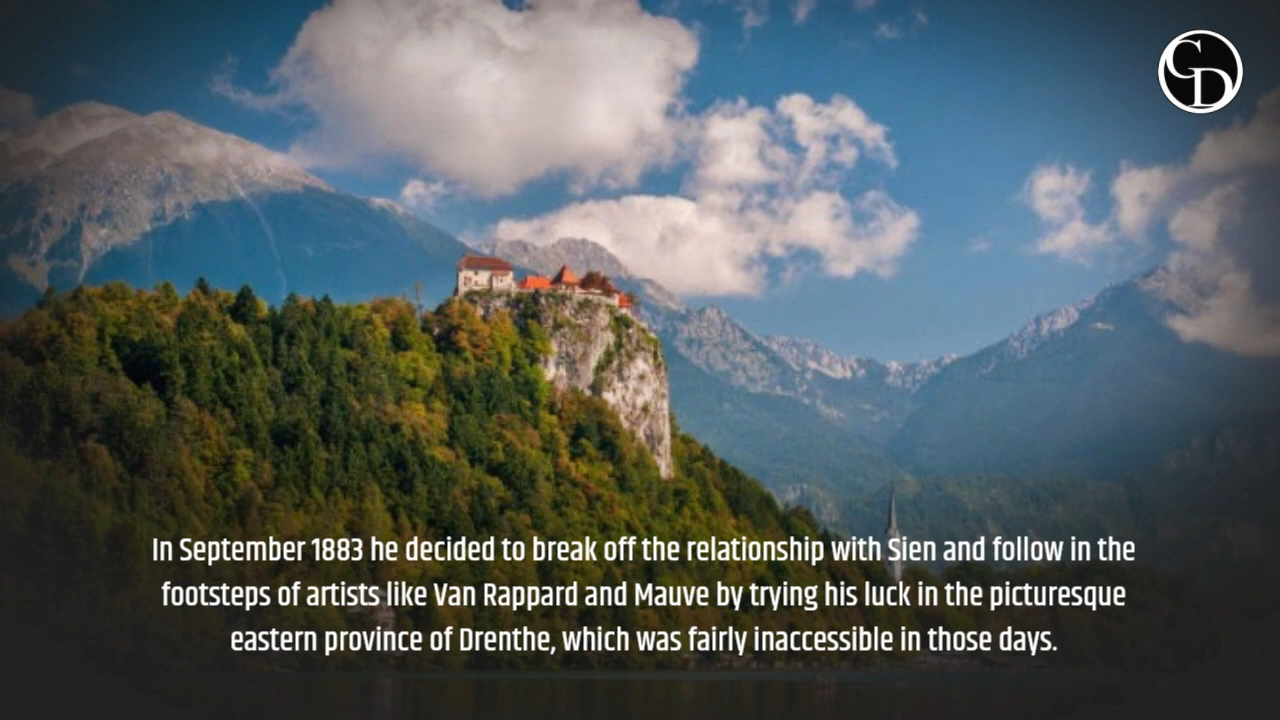 CD
In September 1883 he decided to break off the relationship with Sien and follow in the
footsteps of artists like Van Rappard and Mauve by trying his luck in the picturesque
eastern province of Drenthe, which was fairly inaccessible in those days.